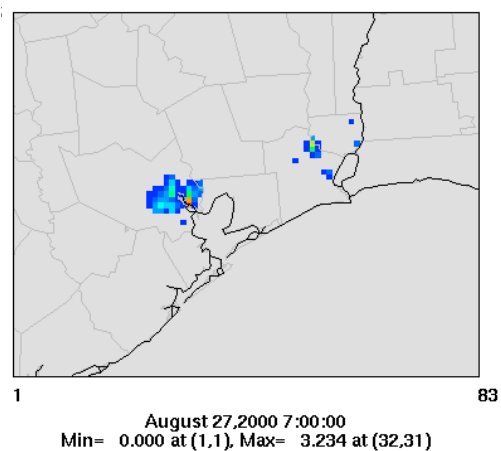 1 83
August 27,2000 7:00:00
Min= 0.000 at (1,1), Max= 3.234 at (32,31)